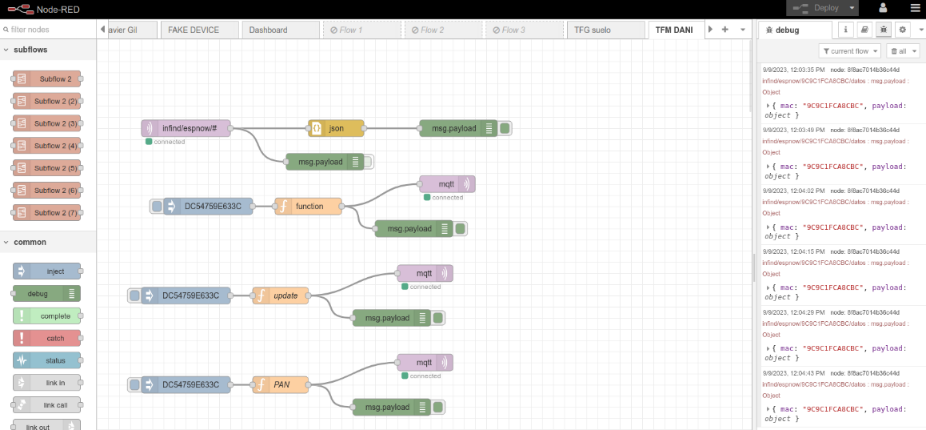 Node-RED
Deploy
filter nodes
avier Gil
FAKE DEVICE
Dashboard
Flow 1
Flow 2
Flow 3
TFG suelo
TFM DANI
debug
i
subflows
Subflow 2
Subflow 2 (2)
Subflow 2 (3)
Subflow 2 (4)
Subflow 2 (5)
Subflow 2 (6)
Subflow 2 (7)
common
inject
debug
complete
catch
status
link in
link call
link out
infind/espnow/#
connected
json
msg.payload
msg.payload
DC54759E633C
function
mqtt
connected
msg.payload
DC54759E633C
update
mqtt
connected
msg.payload
DC54759E633C
PAN
mqtt
connected
msg.payload
current flow
all
9/9/2023, 12:03:35 PM node: 8f8ac7014b36c44d
infind/espnow/9C9C1FCA8CBC/datos : msg.payload :
Object
{ mac: "9C9C1FCA8CBC", payload:
object }
9/9/2023, 12:03:49 PM node: 8f8ac7014b36c44d
infind/espnow/9C9C1FCA8CBC/datos : msg.payload :
Object
{ mac: "9C9C1FCA8CBC", payload:
object }
9/9/2023, 12:04:02 PM node: 8f8ac7014b36c44d
infind/espnow/9C9C1FCA8CBC/datos : msg.payload :
Object
{ mac: "9C9C1FCA8CBC", payload:
object }
9/9/2023, 12:04:15 PM node: 8f8ac7014b36c44d
infind/espnow/9C9C1FCA8CBC/datos : msg.payload :
Object
{ mac: "9C9C1FCA8CBC", payload:
object }
9/9/2023, 12:04:29 PM node: 8f8ac7014b36c44d
infind/espnow/9C9C1FCA8CBC/datos : msg.payload :
Object
{ mac: "9C9C1FCA8CBC", payload:
object }
9/9/2023, 12:04:43 PM node: 8f8ac7014b36c44d
infind/espnow/9C9C1FCA8CBC/datos : msg.payload :
Object
{ mac: "9C9C1FCA8CBC", payload:
object }